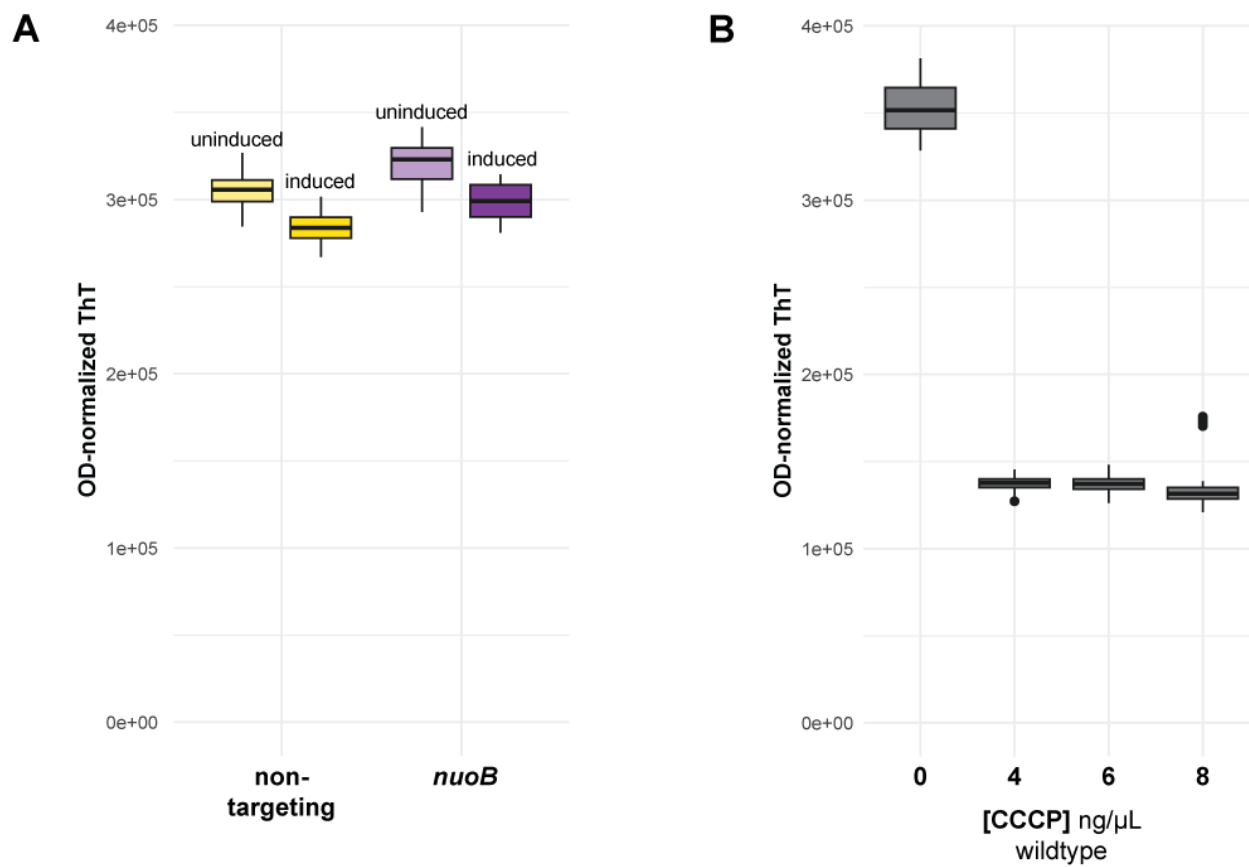 A
4e+05
3e+05
2e+05
1e+05
0e+00
OD-normalized ThT
uninduced
induced
uninduced
induced
non-
targeting
nuoB
B
4e+05
3e+05
2e+05
1e+05
0e+00
OD-normalized ThT
0 4 6 8
[CCCP] ng/µL
wildtype